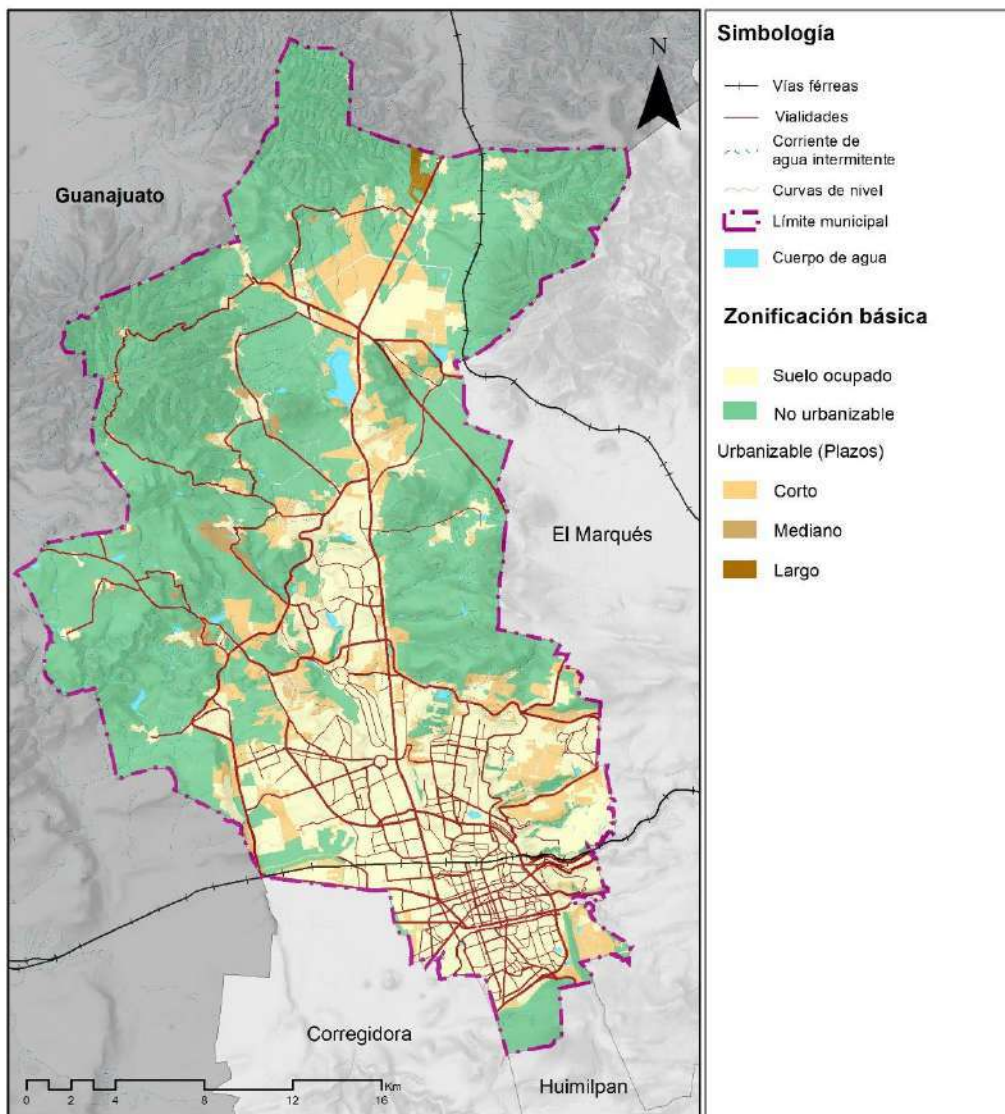 Guanajuato
El Marqués
Corregidora
Huimilpan
N
0 2 4 8 12 16
Km
Simbología
Vías férreas
Vialidades
Corriente de
agua intermitente
Curvas de nivel
Límite municipal
Cuerpo de agua
Zonificación básica
Suelo ocupado
No urbanizable
Urbanizable (Plazos)
Corto
Mediano
Largo